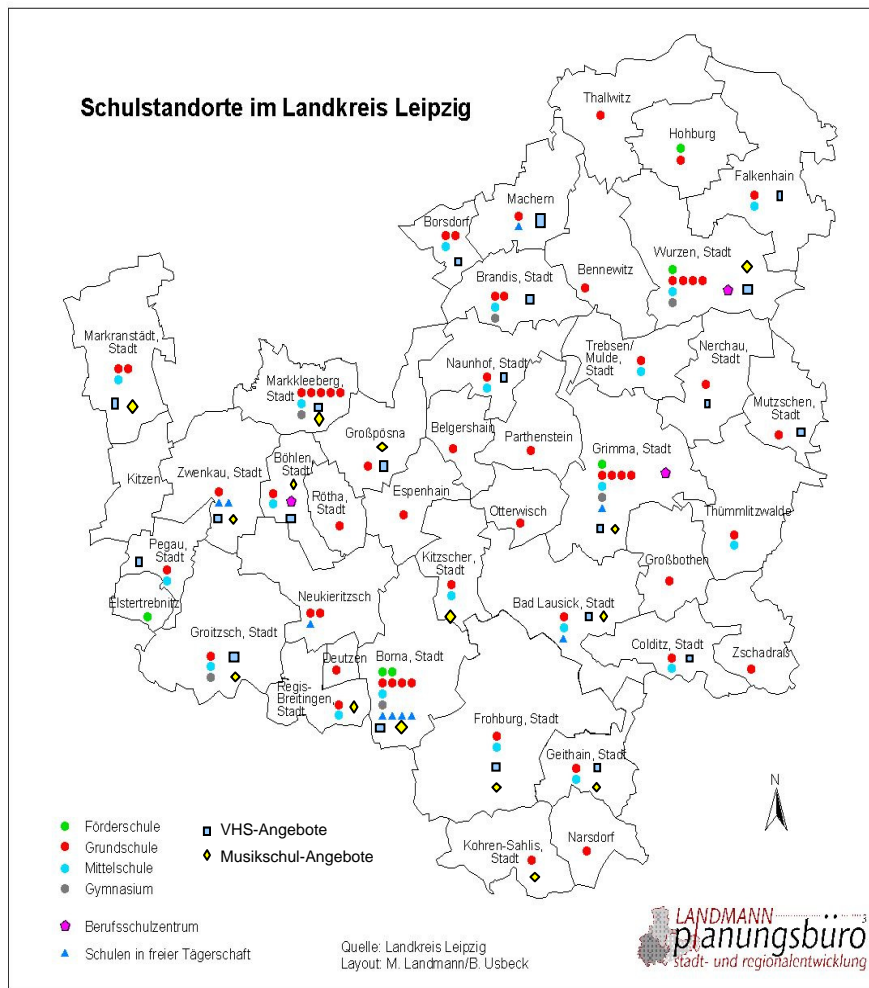 Schulstandorte im Landkreis Leipzig
Thallwitz
Hohburg
Falkenhain
Machern
Borsdorf
Wurzen, Stadt
Brandis, Stadt
Bennewitz
Markranstädt,
Stadt
Trebsen/
Mulde,
Stadt
Nerchau,
Stadt
Naunhof, Stadt
Markkleeberg,
Stadt
Mutzschen,
Stadt
Großpösna
Belgershain
Parthenstein
Grimma, Stadt
Kitzen
Zwenkau, Stadt
Böhlen,
Stadt
Rötha,
Stadt
Espenhain
Otterwisch
Thümmlitzwalde
Pegau,
Stadt
Kitzscher,
Stadt
Großbothen
Elstertrebnitz
Neukieritzsch
Bad Lausick, Stadt
Groitzsch, Stadt
Colditz, Stadt
Zschadraß
Deutzen
Borna, Stadt
Regis-
Breitingen,
Stadt
Frohburg, Stadt
Geithain, Stadt
N
Kohren-Sahlis,
Stadt
Narsdorf
Förderschule
Grundschule
Mittelschule
Gymnasium
Berufsschulzentrum
Schulen in freier Tägerschaft
VHS-Angebote
Musikschul-Angebote
Quelle: Landkreis Leipzig
Layout: M. Landmann/B. Usbeck
LANDMANN
3
planungsbüro
stadt- und regionalentwicklung